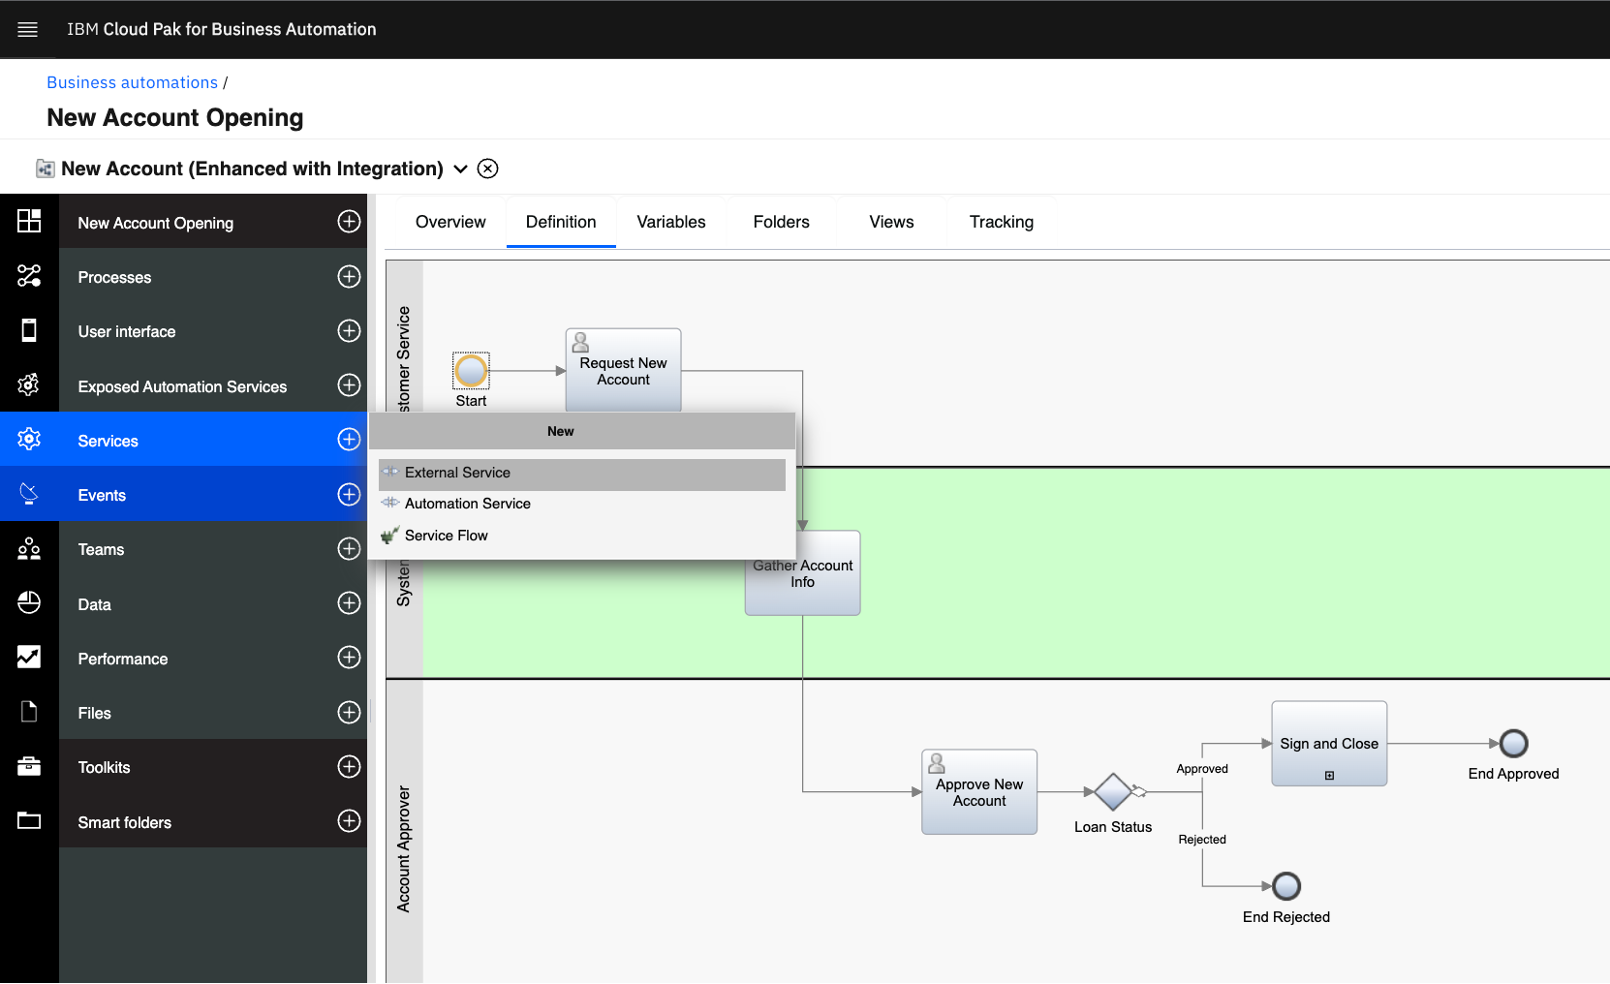 IBM Cloud Pak for Business Automation
Business automations /
New Account Opening
New Account (Enhanced with Integration)
New Account Opening
Processes
User interface
Exposed Automation Services
Services
Events
Teams
Data
Performance
Files
Toolkits
Smart folders
Overview
Definition
Variables
Folders
Views
Tracking
stomer Service
Start
Request New
Account
New
External Service
Automation Service
Service Flow
System
Gather Account
Info
Account Approver
Approve New
Account
Loan Status
Approved
Rejected
Sign and Close
End Approved
End Rejected